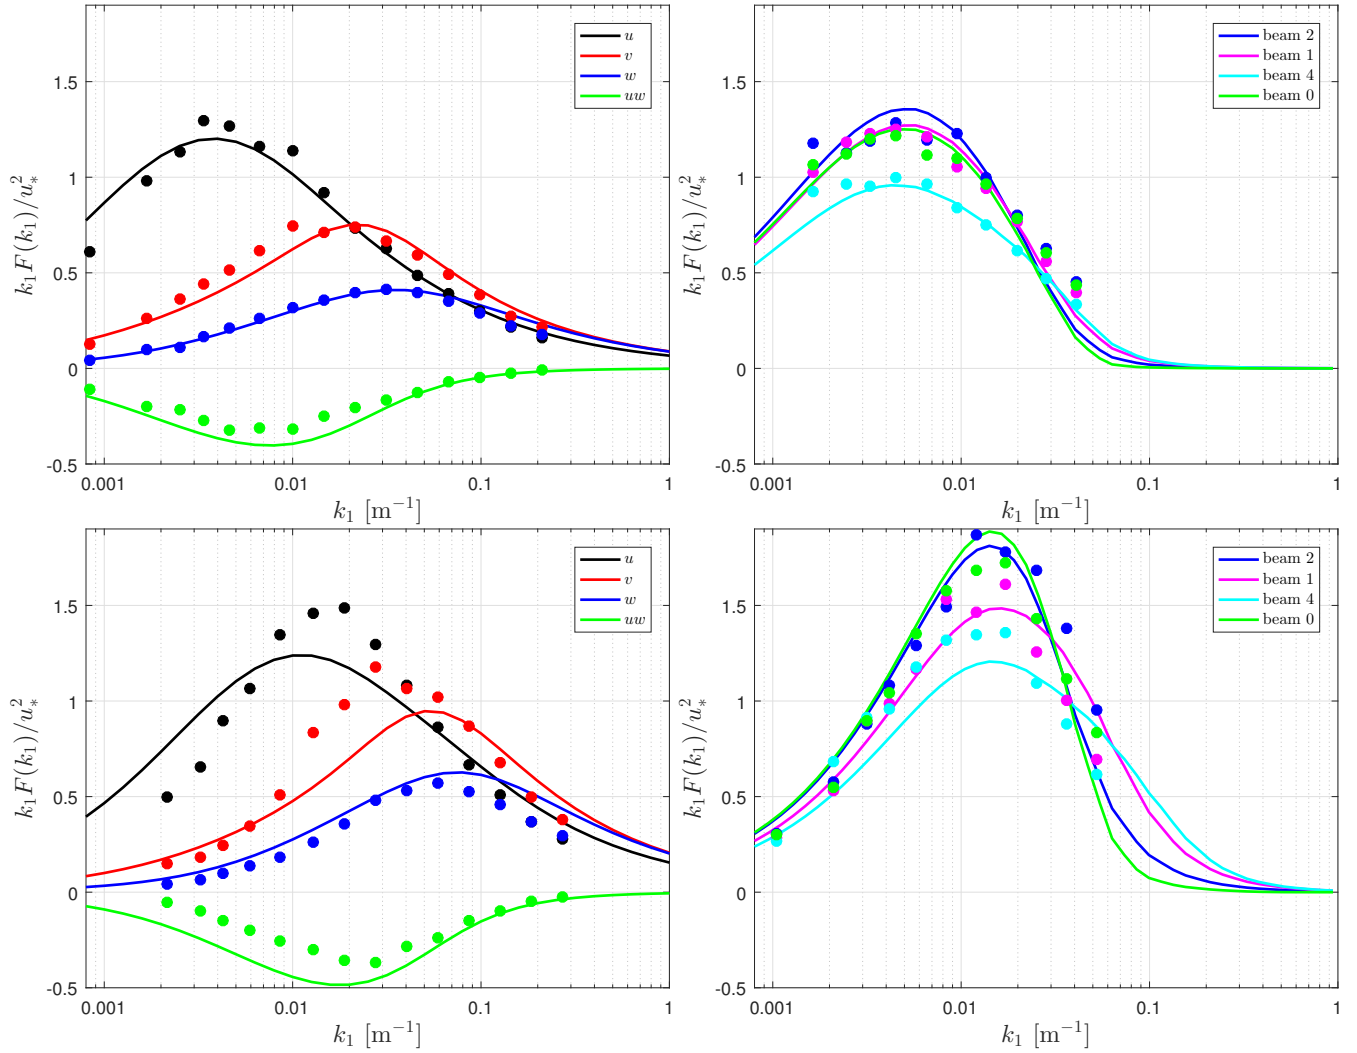 u
v
w
uw
1.5
1
0.5
0
-0.5
0.001
0.01
0.1
1
k₁F(k₁)/u²∗
k₁ [m⁻¹]
beam 2
beam 1
beam 4
beam 0
1.5
1
0.5
0
-0.5
0.001
0.01
0.1
1
k₁F(k₁)/u²∗
k₁ [m⁻¹]
u
v
w
uw
1.5
1
0.5
0
-0.5
0.001
0.01
0.1
1
k₁F(k₁)/u²∗
k₁ [m⁻¹]
beam 2
beam 1
beam 4
beam 0
1.5
1
0.5
0
-0.5
0.001
0.01
0.1
1
k₁F(k₁)/u²∗
k₁ [m⁻¹]